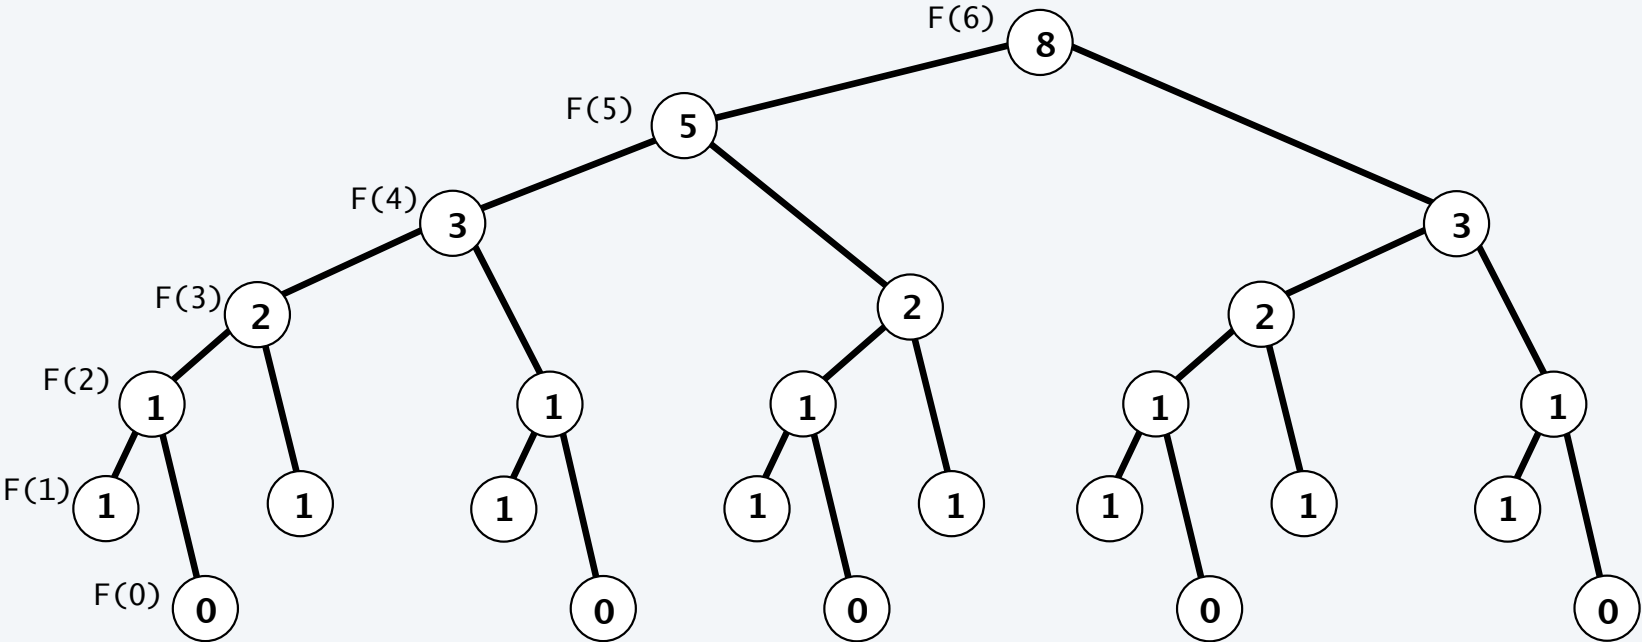 F(6) 8
F(5) 5
F(4) 3 3
F(3) 2 2 2
F(2) 1 1 1 1 1
F(1) 1 1 1 1 1 1 1 1
F(0) 0 0 0 0 0